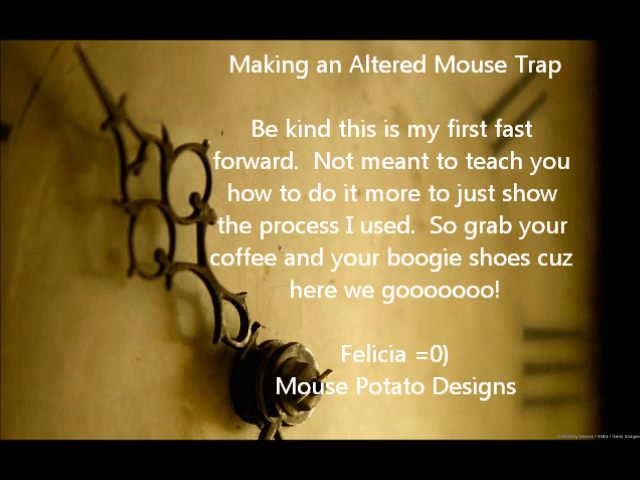 Making an Altered Mouse Trap
Be kind this is my first fast
forward. Not meant to teach you
how to do it more to just show
the process I used. So grab your
coffee and your boogie shoes cuz
here we gooooooo!
Felicia =0)
Mouse Potato Designs